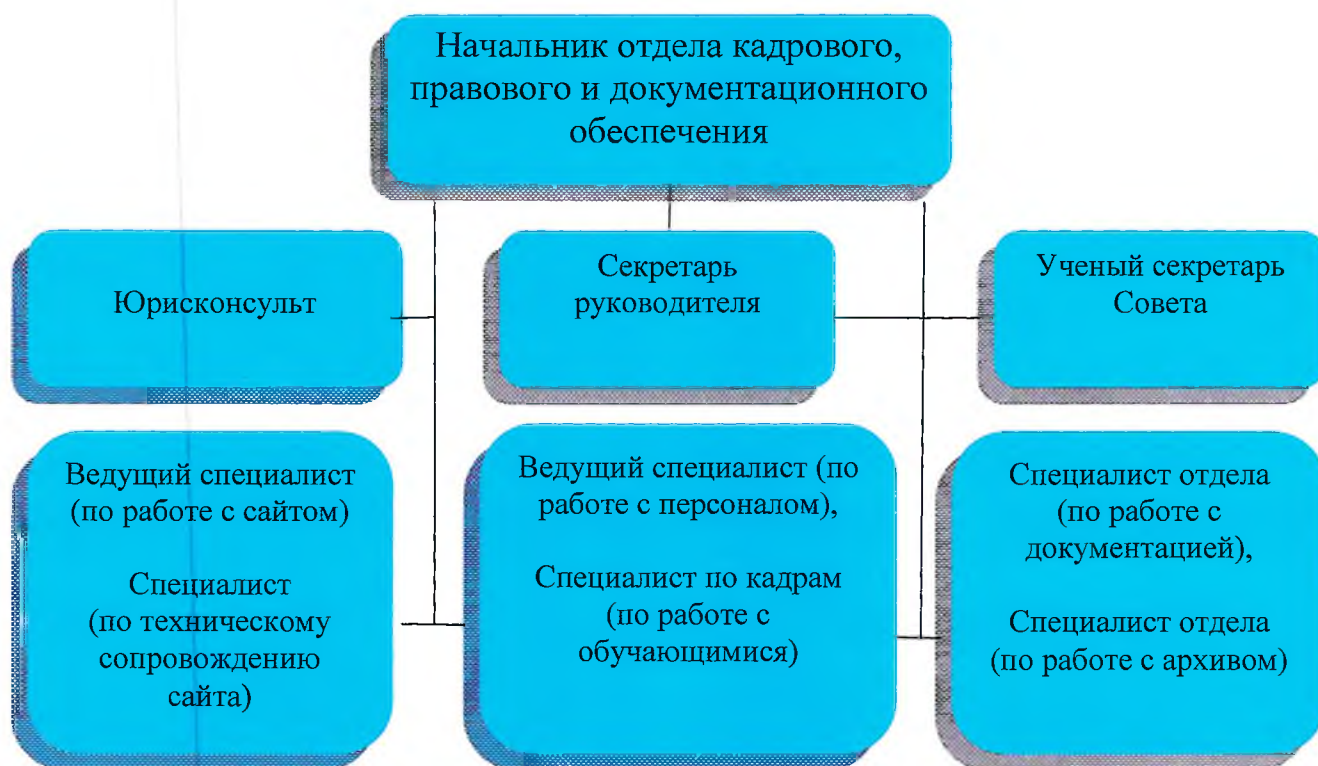 Начальник отдела кадрового,
правового и документационного
обеспечения
Юрисконсульт
Секретарь
руководителя
Ученый секретарь
Совета
Ведущий специалист
(по работе с сайтом)
Специалист
(по техническому
сопровождению
сайта)
Ведущий специалист (по
работе с персоналом),
Специалист по кадрам
(по работе с
обучающимися)
Специалист отдела
(по работе с
документацией),
Специалист отдела
(по работе с архивом)